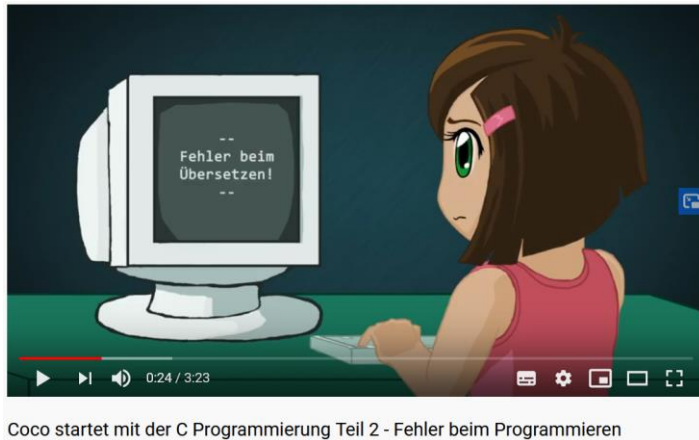 --
Fehler beim
Übersetzen!
--
0:24 / 3:23
Coco startet mit der C Programmierung Teil 2 - Fehler beim Programmieren